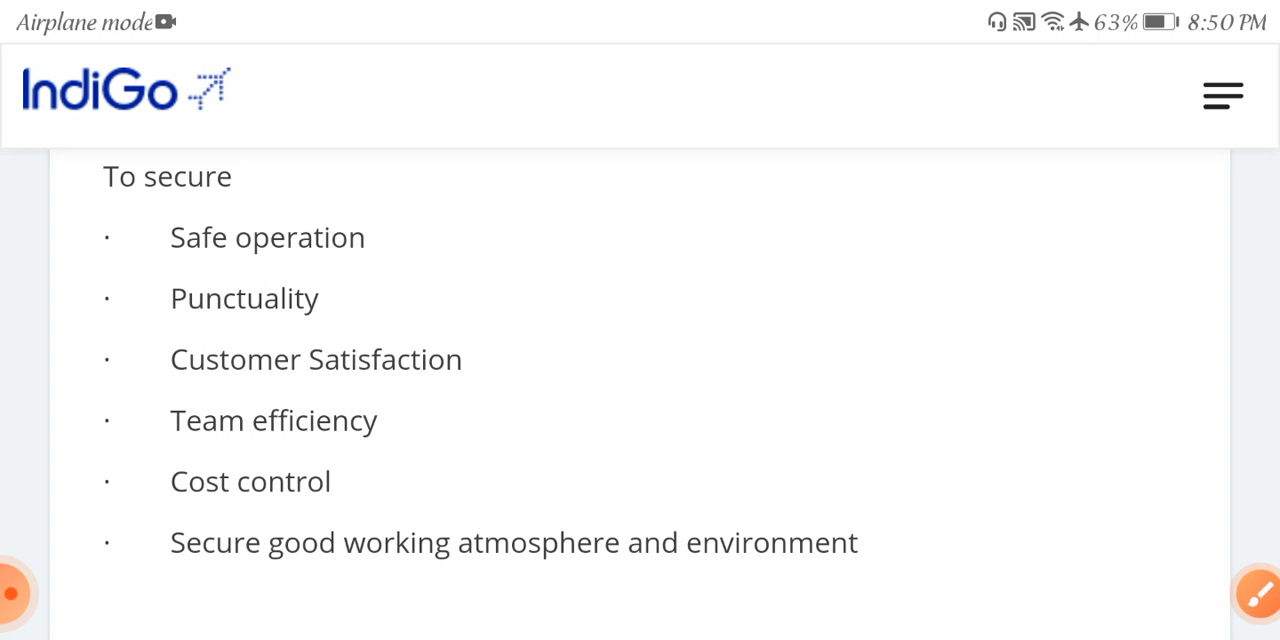 Airplane mode 63% 8:50 PM
IndiGo
To secure
· Safe operation
· Punctuality
· Customer Satisfaction
· Team efficiency
· Cost control
· Secure good working atmosphere and environment